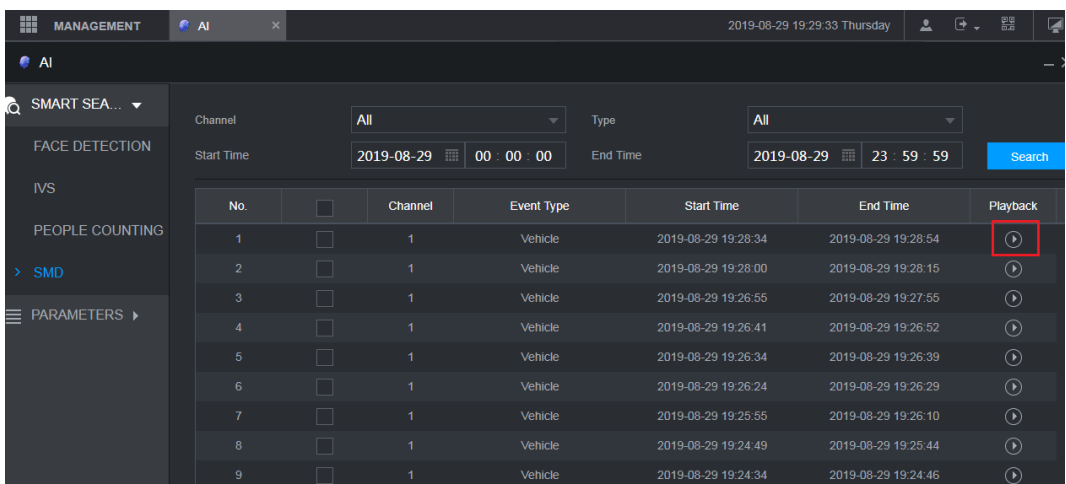 MANAGEMENT AI × 2019-08-29 19:29:33 Thursday
AI
SMART SEA...
FACE DETECTION
IVS
PEOPLE COUNTING
SMD
PARAMETERS
Channel All Type All
Start Time 2019-08-29 00 : 00 : 00 End Time 2019-08-29 23 : 59 : 59 Search
No. Channel Event Type Start Time End Time Playback
1 1 Vehicle 2019-08-29 19:28:34 2019-08-29 19:28:54
2 1 Vehicle 2019-08-29 19:28:00 2019-08-29 19:28:15
3 1 Vehicle 2019-08-29 19:26:55 2019-08-29 19:27:55
4 1 Vehicle 2019-08-29 19:26:41 2019-08-29 19:26:52
5 1 Vehicle 2019-08-29 19:26:34 2019-08-29 19:26:39
6 1 Vehicle 2019-08-29 19:26:24 2019-08-29 19:26:29
7 1 Vehicle 2019-08-29 19:25:55 2019-08-29 19:26:10
8 1 Vehicle 2019-08-29 19:24:49 2019-08-29 19:25:44
9 1 Vehicle 2019-08-29 19:24:34 2019-08-29 19:24:46